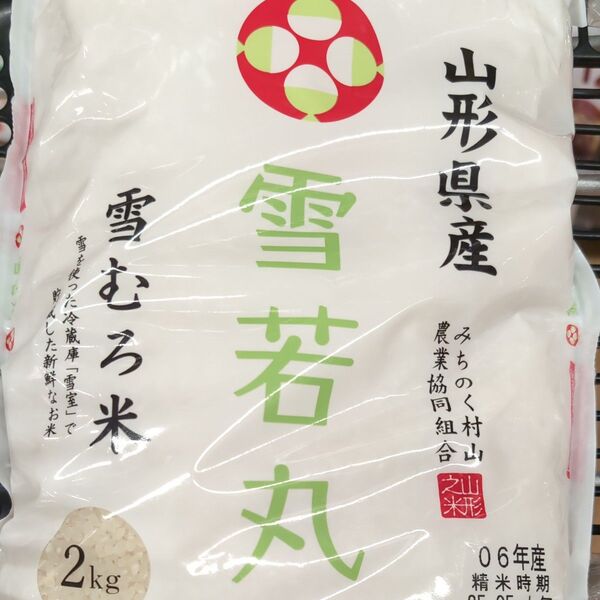 山形県産
みちのく村山
農業協同組合
山形
之米
雪若丸
雪むろ米
雪を使った冷蔵庫「雪室」で
貯蔵した新鮮なお米
2kg
06年産
精米時期